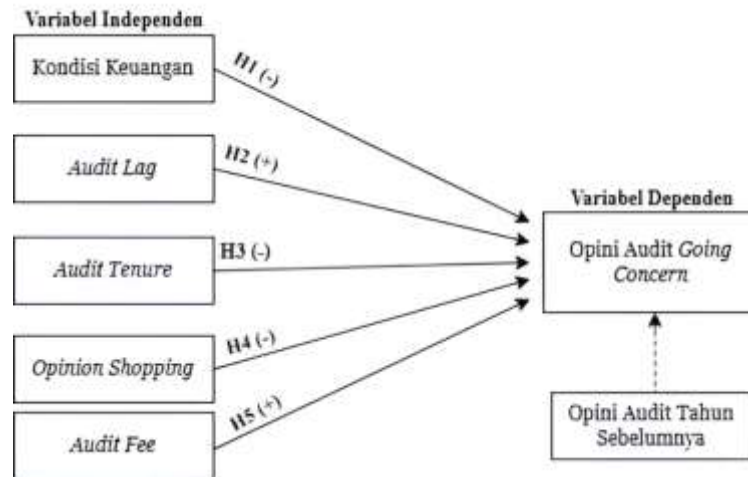 Variabel Independen
Kondisi Keuangan
H1 (-)
Audit Lag
H2 (+)
Audit Tenure
H3 (-)
Opinion Shopping
H4 (-)
Audit Fee
H5 (+)
Variabel Dependen
Opini Audit Going
Concern
Opini Audit Tahun
Sebelumnya